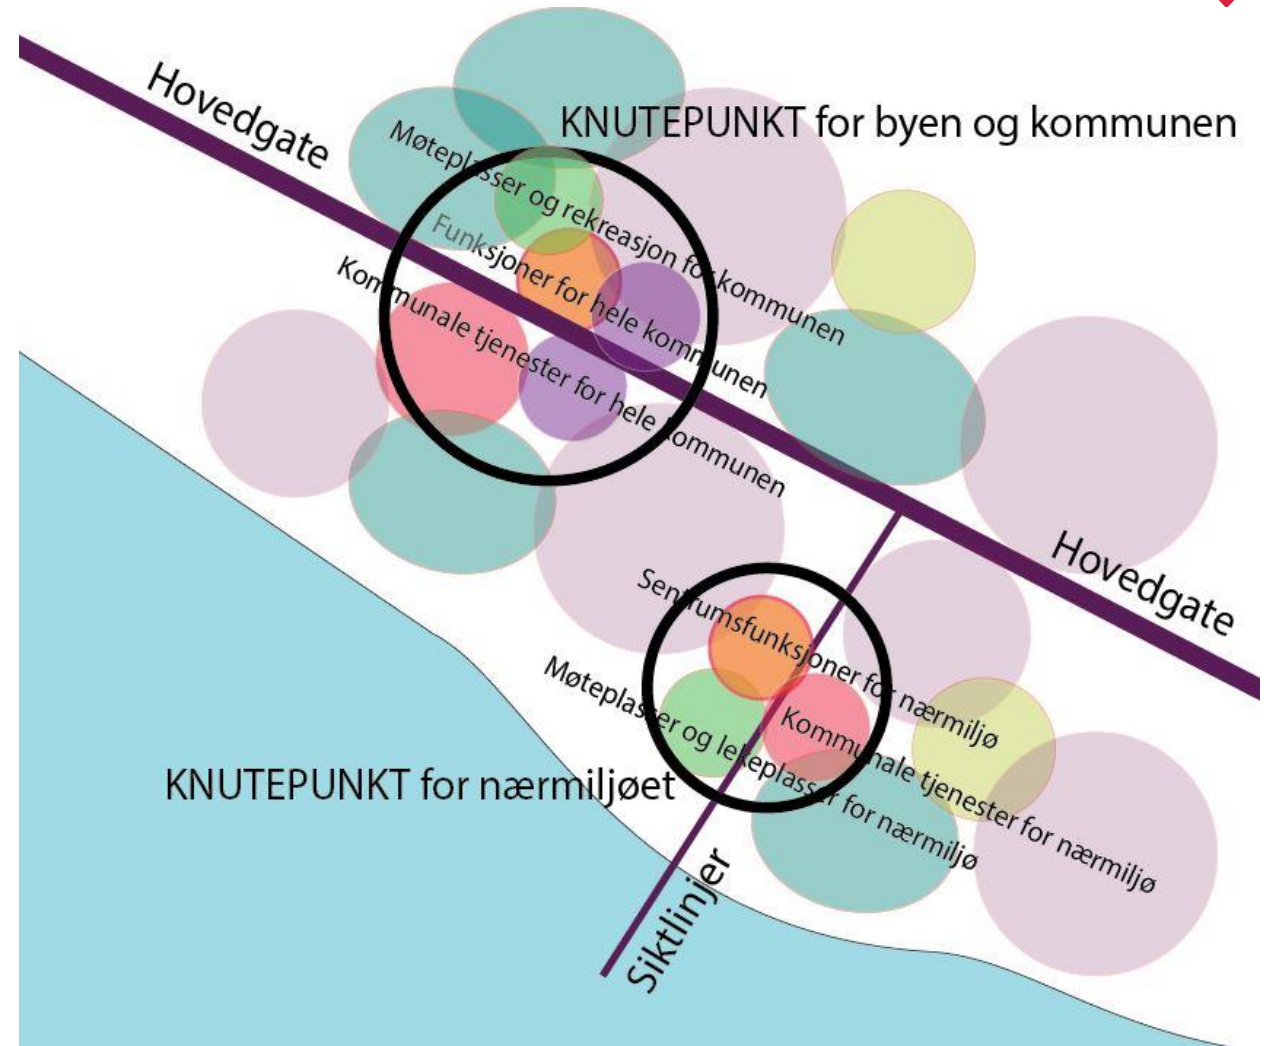 Hovedgate
KNUTEPUNKT for byen og kommunen
Møteplasser og rekreasjon for kommunen
Funksjoner for hele kommunen
Kommunale tjenester for hele kommunen
Hovedgate
Sentrumsfunksjoner for nærmiljø
Møteplasser og lekeplasser for nærmiljø
Kommunale tjenester for nærmiljø
KNUTEPUNKT for nærmiljøet
Siktlinjer